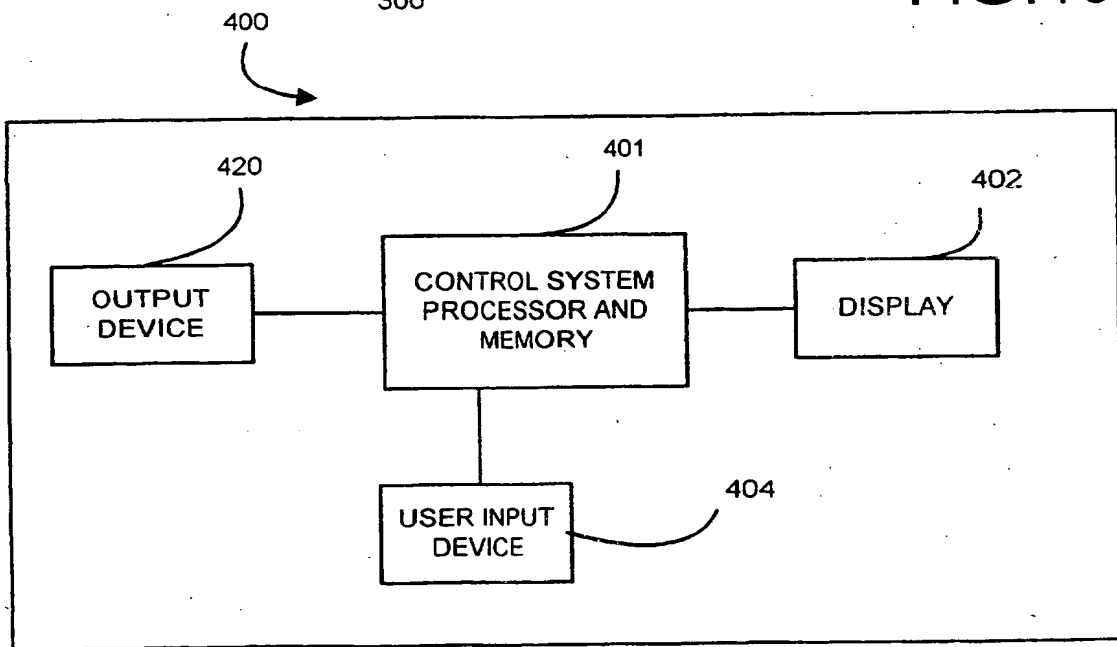 400
420
401
402
OUTPUT
DEVICE
CONTROL SYSTEM
PROCESSOR AND
MEMORY
DISPLAY
USER INPUT
DEVICE
404